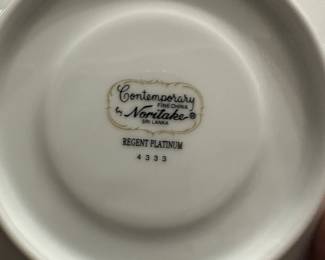 Contemporary
FINE CHINA
by Noritake®
SRI LANKA
REGENT PLATINUM
4333